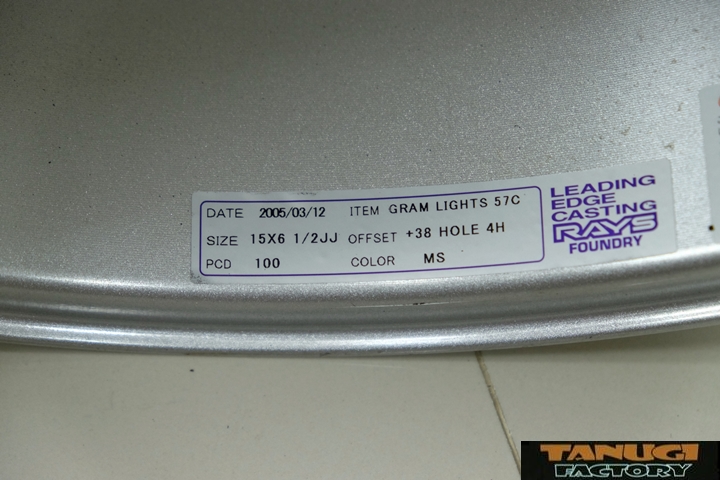 DATE 2005/03/12 ITEM GRAM LIGHTS 57C
SIZE 15X6 1/2JJ OFFSET +38 HOLE 4H
PCD 100 COLOR MS
LEADING
EDGE
CASTING
RAYS
FOUNDRY
TANUGI
FACTORY